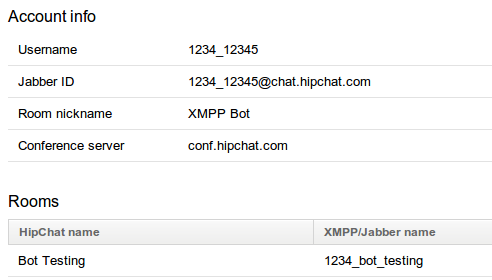 Account info
Username 1234_12345
Jabber ID 1234_12345@chat.hipchat.com
Room nickname XMPP Bot
Conference server conf.hipchat.com
Rooms
HipChat name XMPP/Jabber name
Bot Testing 1234_bot_testing